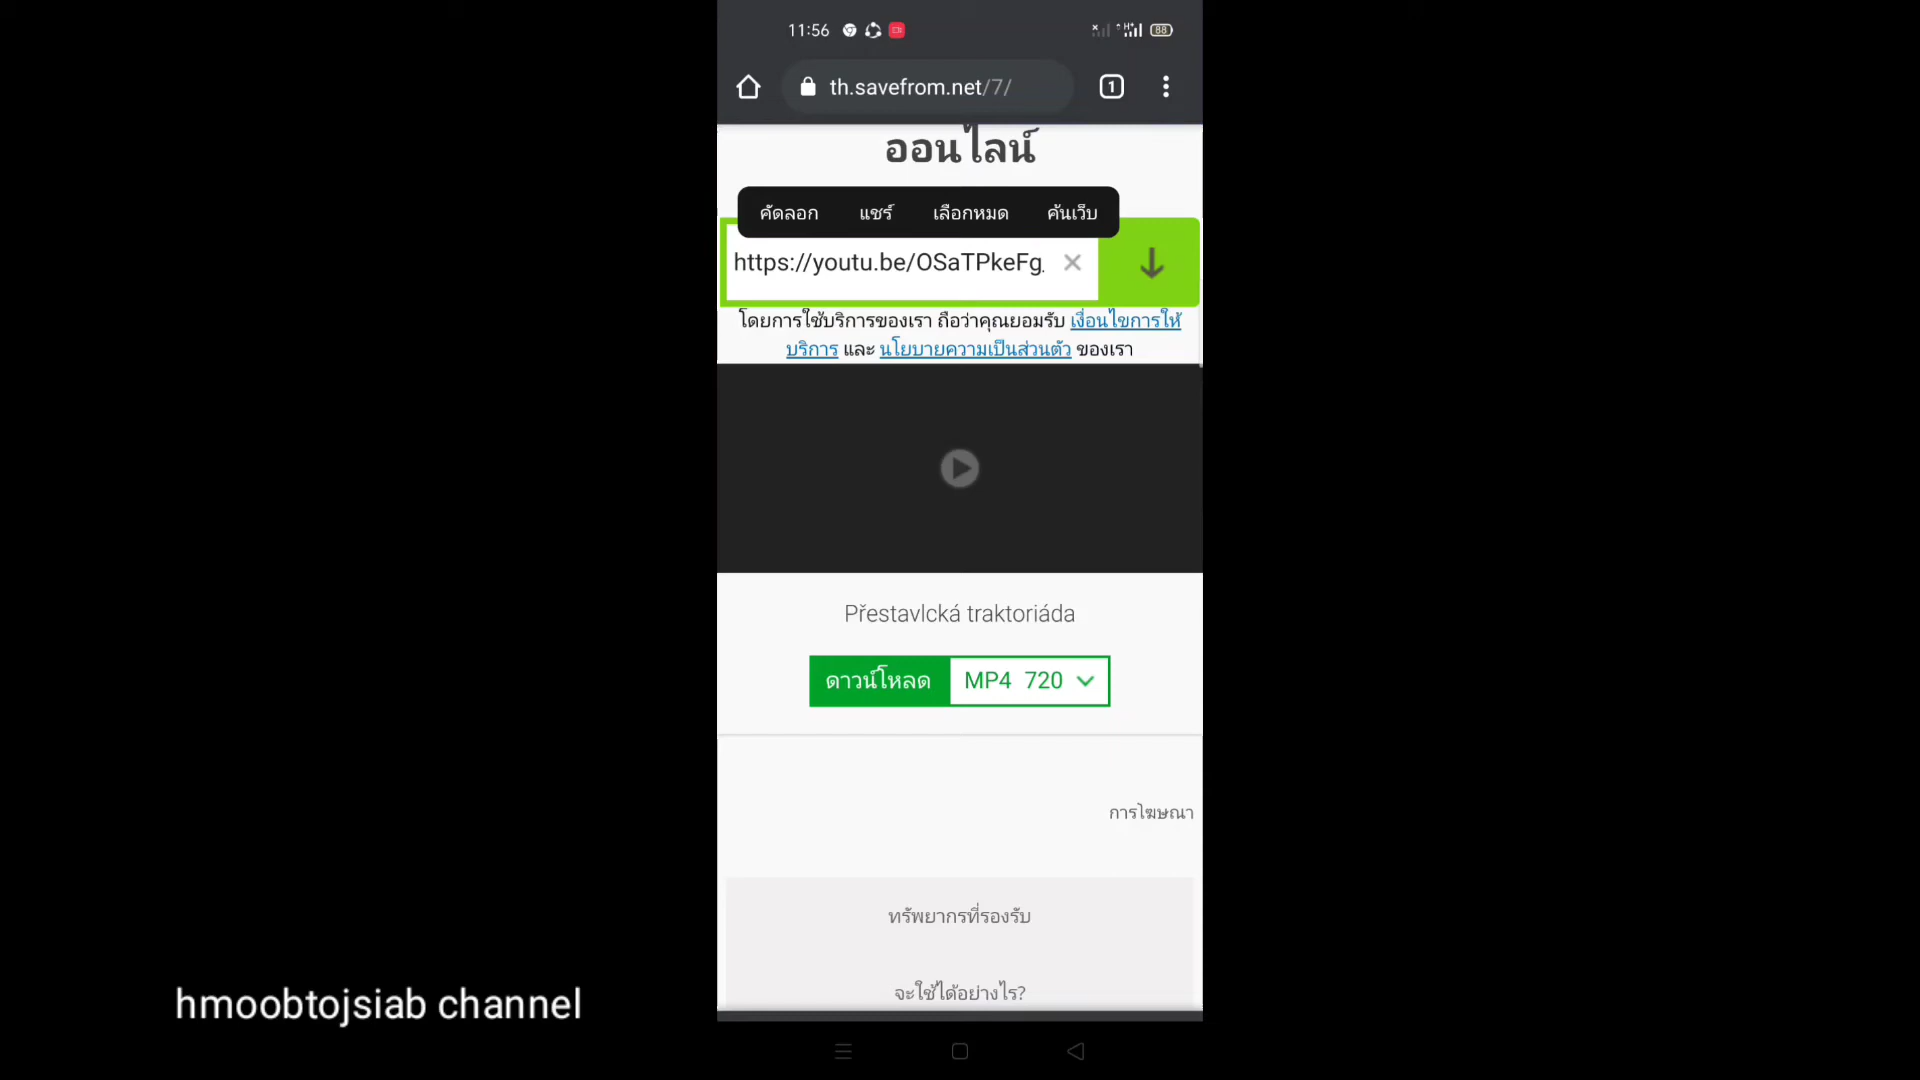 11:56
88
th.savefrom.net/7/
1
ออนไลน์
คัดลอก แชร์ เลือกหมด ค้นเว็บ
https://youtu.be/OSaTPkeFg
โดยการใช้บริการของเรา ถือว่าคุณยอมรับ เงื่อนไขการให้
บริการ และ นโยบายความเป็นส่วนตัว ของเรา
Přestavlcká traktoriáda
ดาวน์โหลด MP4 720
การโฆษณา
ทรัพยากรที่รองรับ
จะใช้ได้อย่างไร?
hmoobtojsiab channel